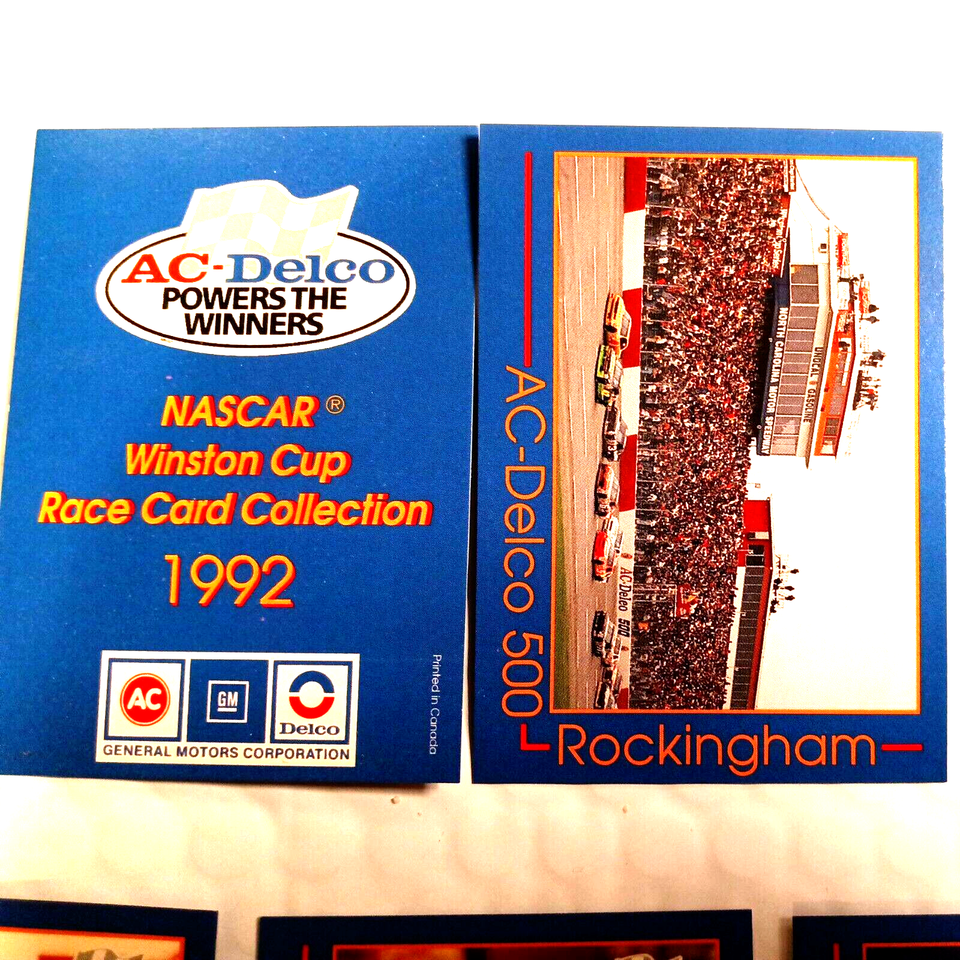 AC-Delco
POWERS THE
WINNERS
NASCAR ®
Winston Cup
Race Card Collection
1992
AC
GM
Delco
GENERAL MOTORS CORPORATION
Printed in Canada
AC-Delco 500
Rockingham
NORTH CAROLINA MOTOR SPEEDWAY
UNOCAL GASOLINE
AC-Delco 500